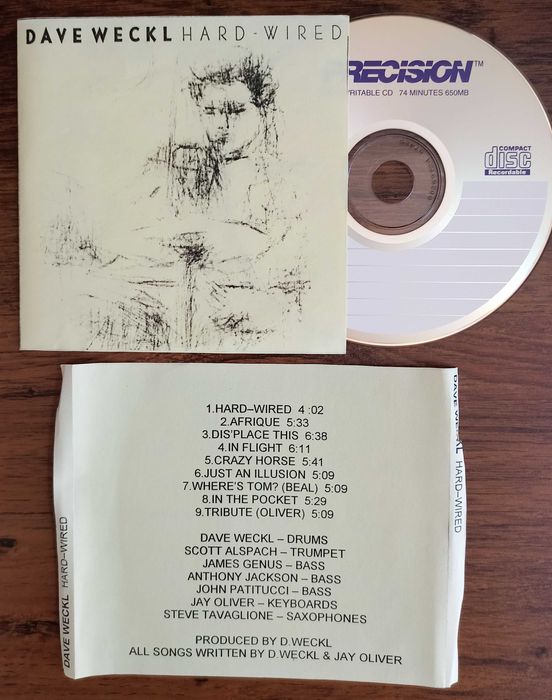 DAVE WECKL HARD-WIRED
RECISION™
RITABLE CD 74 MINUTES 650MB
COMPACT
disc
Recordable
1.HARD–WIRED 4 :02
2.AFRIQUE 5:33
3.DIS'PLACE THIS 6:38
4.IN FLIGHT 6:11
5.CRAZY HORSE 5:41
6.JUST AN ILLUSION 5:09
7.WHERE'S TOM? (BEAL) 5:09
8.IN THE POCKET 5:29
9.TRIBUTE (OLIVER) 5:09
DAVE WECKL – DRUMS
SCOTT ALSPACH – TRUMPET
JAMES GENUS – BASS
ANTHONY JACKSON – BASS
JOHN PATITUCCI – BASS
JAY OLIVER – KEYBOARDS
STEVE TAVAGLIONE – SAXOPHONES
PRODUCED BY D.WECKL
ALL SONGS WRITTEN BY D.WECKL & JAY OLIVER
DAVE WECKL HARD–WIRED
DAVE WECKL HARD–WIRED